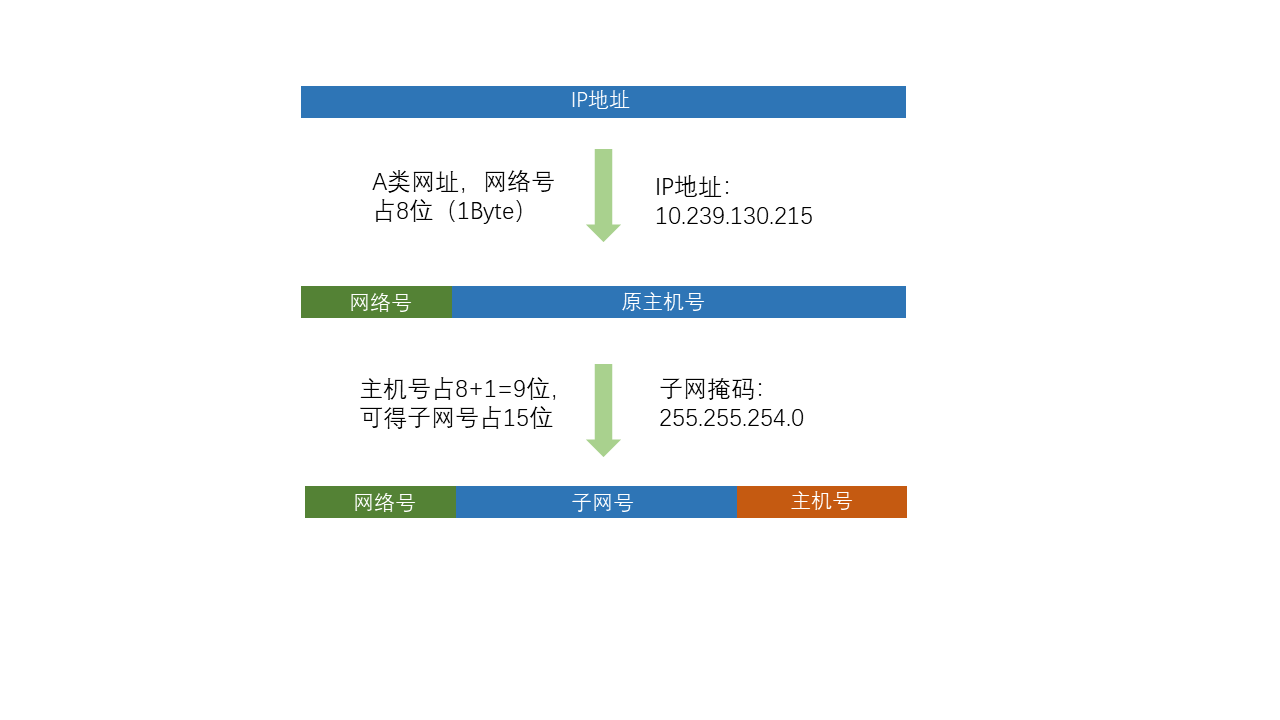 IP地址
A类网址，网络号
占8位（1Byte）
IP地址：
10.239.130.215
网络号
原主机号
主机号占8+1=9位，
可得子网号占15位
子网掩码：
255.255.254.0
网络号
子网号
主机号